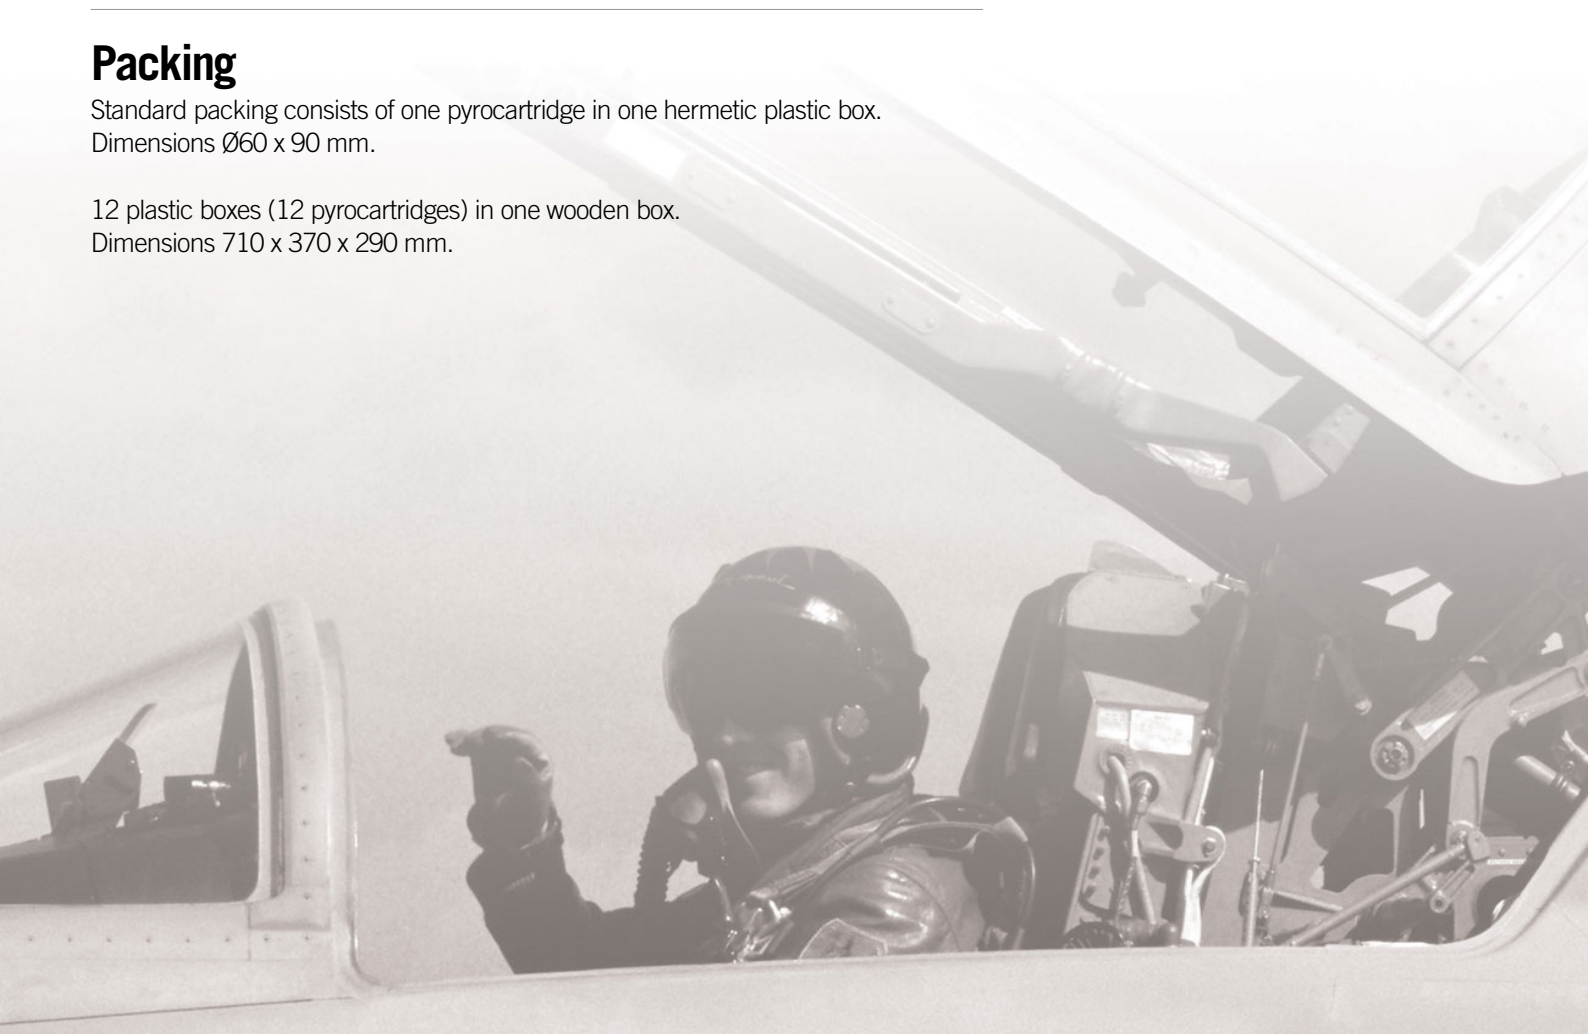 Packing
Standard packing consists of one pyrocartridge in one hermetic plastic box.
Dimensions Ø60 x 90 mm.
12 plastic boxes (12 pyrocartridges) in one wooden box.
Dimensions 710 x 370 x 290 mm.